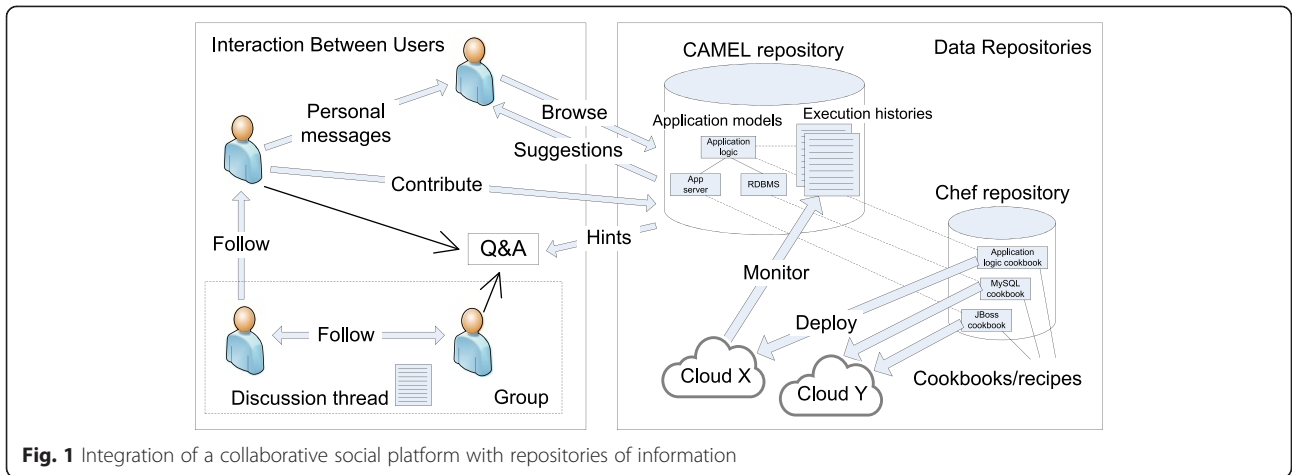 Interaction Between Users
Personal
messages
Browse
Suggestions
Contribute
Follow
Q&A
Hints
Follow
Discussion thread
Group
CAMEL repository
Data Repositories
Application models
Execution histories
Application
logic
App
server
RDBMS
Chef repository
Application
logic cookbook
MySQL
cookbook
JBoss
cookbook
Monitor
Deploy
Cloud X
Cloud Y
Cookbooks/recipes
Fig. 1 Integration of a collaborative social platform with repositories of information